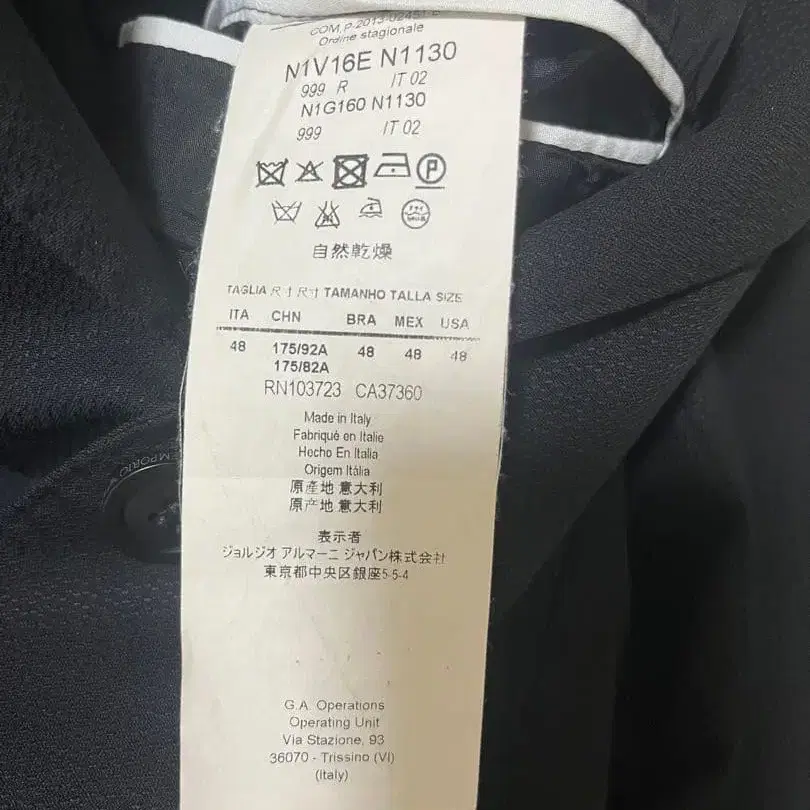 COM.P-2013-02451-E
Ordine stagionale
N1V16E N1130
999 R IT 02
N1G160 N1130
999 IT 02
P
自然乾燥
TAGLIA 尺寸 尺寸 TAMANHO TALLA SIZE
ITA CHN BRA MEX USA
48 175/92A 48 48 48
175/82A
RN103723 CA37360
Made in Italy
Fabriqué en Italie
Hecho En Italia
Origem Itália
原產地 意大利
原产地 意大利
EMPORIO
表示者
ジョルジオ アルマーニ ジャパン株式会社
東京都中央区銀座5-5-4
G.A. Operations
Operating Unit
Via Stazione, 93
36070 - Trissino (VI)
(Italy)